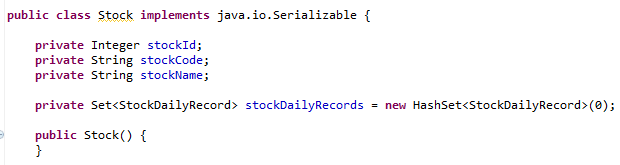 public class Stock implements java.io.Serializable {
private Integer stockId;
private String stockCode;
private String stockName;
private Set<StockDailyRecord> stockDailyRecords = new HashSet<StockDailyRecord>(0);
public Stock() {
}